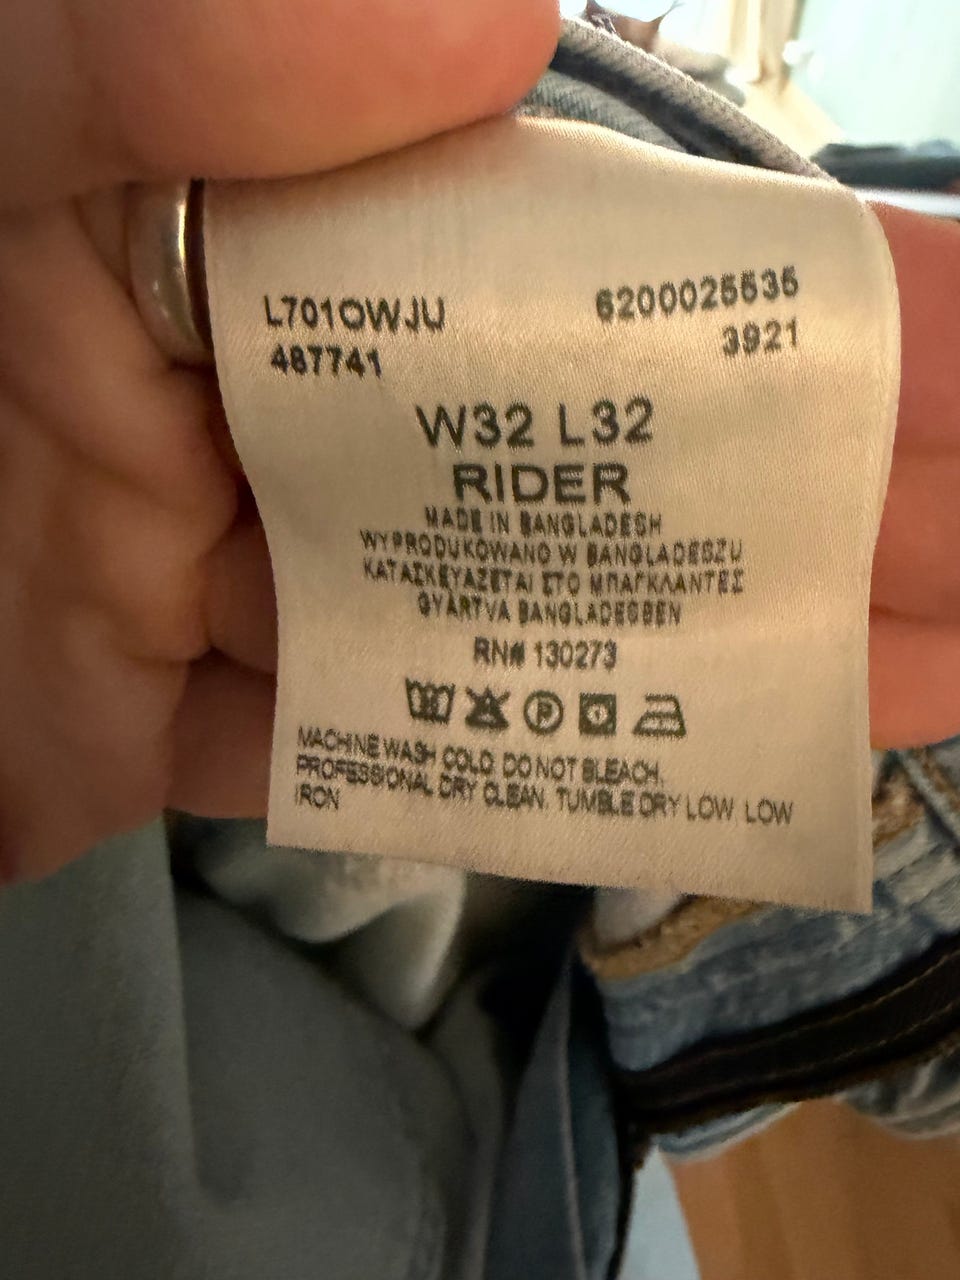 L701OWJU
487741
6200025535
3921
W32 L32
RIDER
MADE IN BANGLADESH
WYPRODUKOWANO W BANGLADESZU
ΚΑΤΑΣΚΕΥΑΖΕΤΑΙ ΣΤΟ ΜΠΑΓΚΛΑΝΤΕΣ
GYÁRTVA BANGLADESBEN
RN# 130273
P
MACHINE WASH COLD. DO NOT BLEACH.
PROFESSIONAL DRY CLEAN. TUMBLE DRY LOW. LOW
IRON